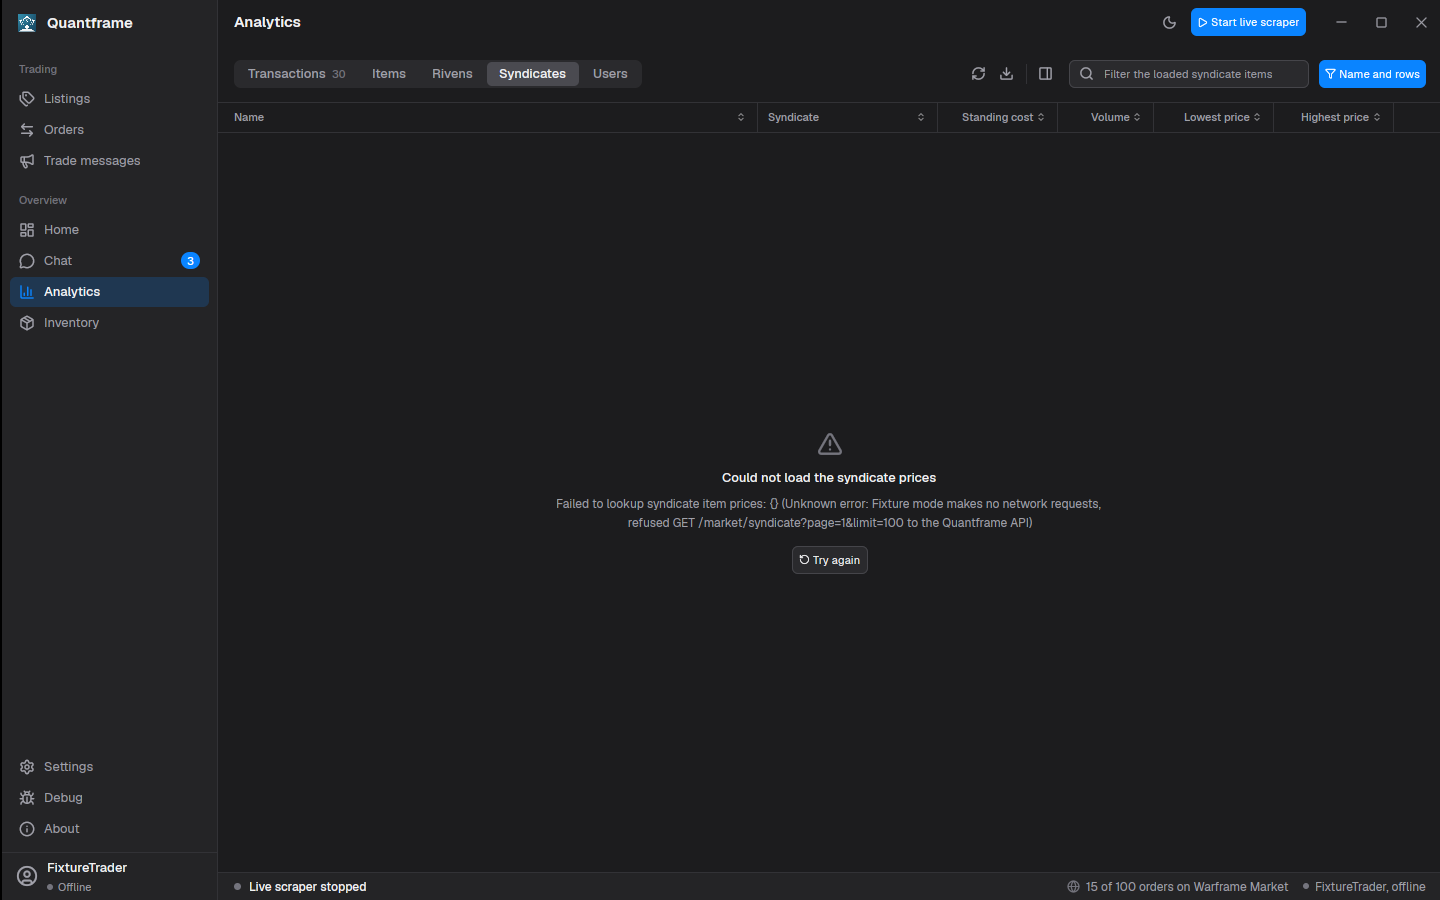 Quantframe
Analytics
Start live scraper
Trading
Listings
Orders
Trade messages
Overview
Home
Chat
3
Analytics
Inventory
Transactions 30
Items
Rivens
Syndicates
Users
Filter the loaded syndicate items
Name and rows
Name
Syndicate
Standing cost
Volume
Lowest price
Highest price
Could not load the syndicate prices
Failed to lookup syndicate item prices: {} (Unknown error: Fixture mode makes no network requests,
refused GET /market/syndicate?page=1&limit=100 to the Quantframe API)
Try again
Settings
Debug
About
FixtureTrader
Offline
Live scraper stopped
15 of 100 orders on Warframe Market
FixtureTrader, offline